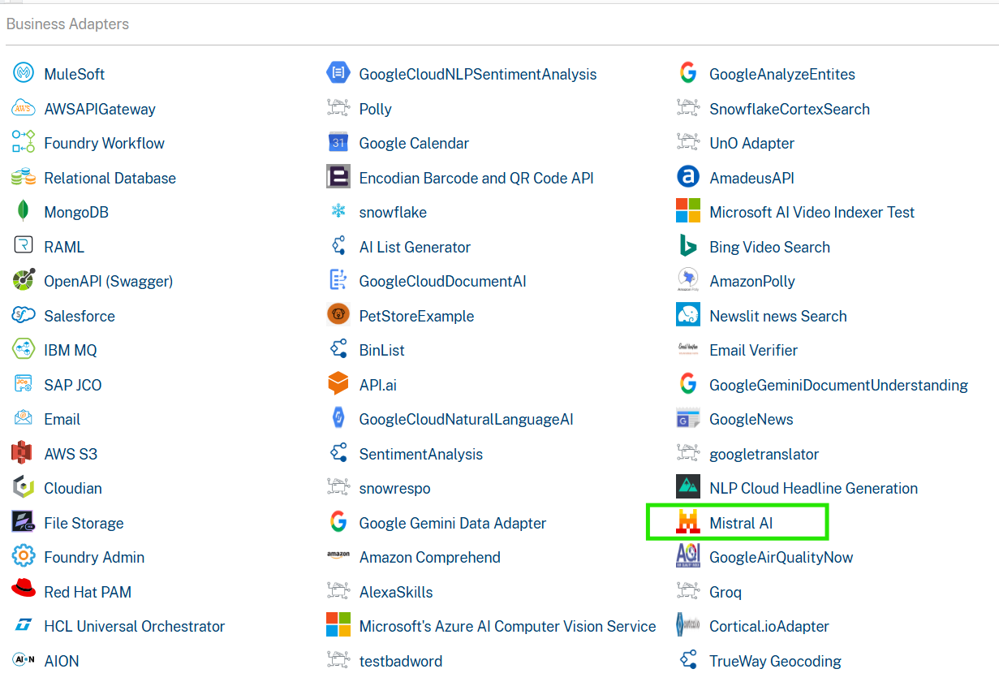 Business Adapters
MuleSoft
AWSAPIGateway
Foundry Workflow
Relational Database
MongoDB
RAML
OpenAPI (Swagger)
Salesforce
IBM MQ
SAP JCO
Email
AWS S3
Cloudian
File Storage
Foundry Admin
Red Hat PAM
HCL Universal Orchestrator
AION
GoogleCloudNLPSentimentAnalysis
Polly
Google Calendar
Encodian Barcode and QR Code API
snowflake
AI List Generator
GoogleCloudDocumentAI
PetStoreExample
BinList
API.ai
GoogleCloudNaturalLanguageAI
SentimentAnalysis
snowrespo
Google Gemini Data Adapter
amazon
Amazon Comprehend
AlexaSkills
Microsoft's Azure AI Computer Vision Service
testbadword
GoogleAnalyzeEntites
SnowflakeCortexSearch
UnO Adapter
AmadeusAPI
Microsoft AI Video Indexer Test
Bing Video Search
AmazonPolly
Newslit news Search
Email Verifier
GoogleGeminiDocumentUnderstanding
GoogleNews
googletranslator
NLP Cloud Headline Generation
Mistral AI
GoogleAirQualityNow
Groq
Cortical.ioAdapter
TrueWay Geocoding